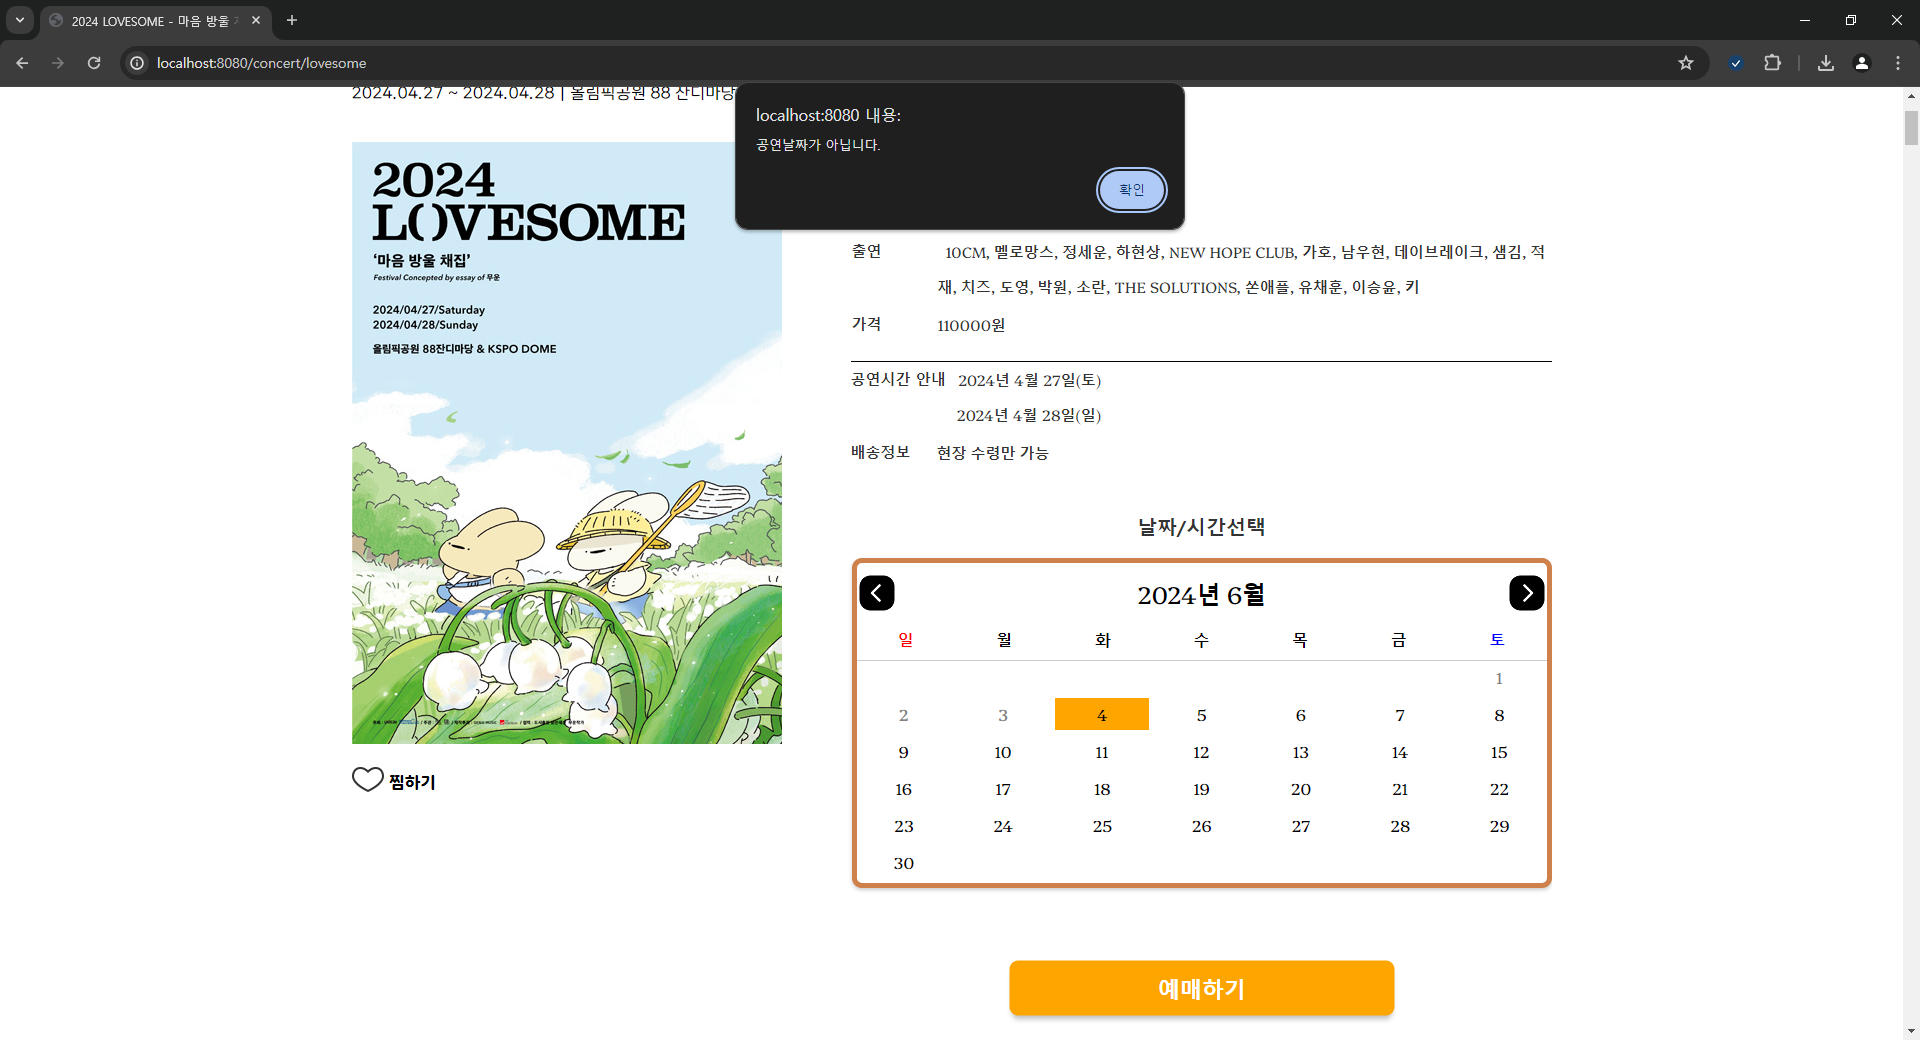 2024 LOVESOME - 마음 방울
localhost:8080/concert/lovesome
2024.04.27 ~ 2024.04.28 | 올림픽공원 88 잔디마당
localhost:8080 내용:
공연날짜가 아닙니다.
확인
2024
L( )VESOME
‘마음 방울 채집’
Festival Concepted by essay of 무운
2024/04/27/Saturday
2024/04/28/Sunday
올림픽공원 88잔디마당 & KSPO DOME
찜하기
출연 10CM, 멜로망스, 정세운, 하현상, NEW HOPE CLUB, 가호, 남우현, 데이브레이크, 샘김, 적
재, 치즈, 도영, 박원, 소란, THE SOLUTIONS, 쏜애플, 유채훈, 이승윤, 키
가격 110000원
공연시간 안내 2024년 4월 27일(토)
2024년 4월 28일(일)
배송정보 현장 수령만 가능
날짜/시간선택
2024년 6월
일 월 화 수 목 금 토
1
2 3 4 5 6 7 8
9 10 11 12 13 14 15
16 17 18 19 20 21 22
23 24 25 26 27 28 29
30
예매하기